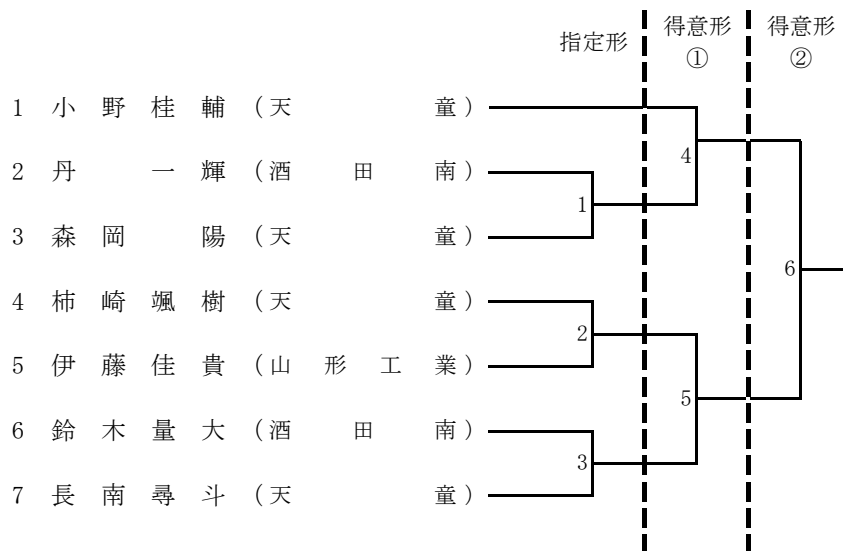 指定形 得意形 得意形
① ②
1 小野桂輔 (天童)
2 丹 一輝 (酒田南)
3 森岡 陽 (天童)
4 柿崎颯樹 (天童)
5 伊藤佳貴 (山形工業)
6 鈴木量大 (酒田南)
7 長南尋斗 (天童)
1
2
3
4
5
6